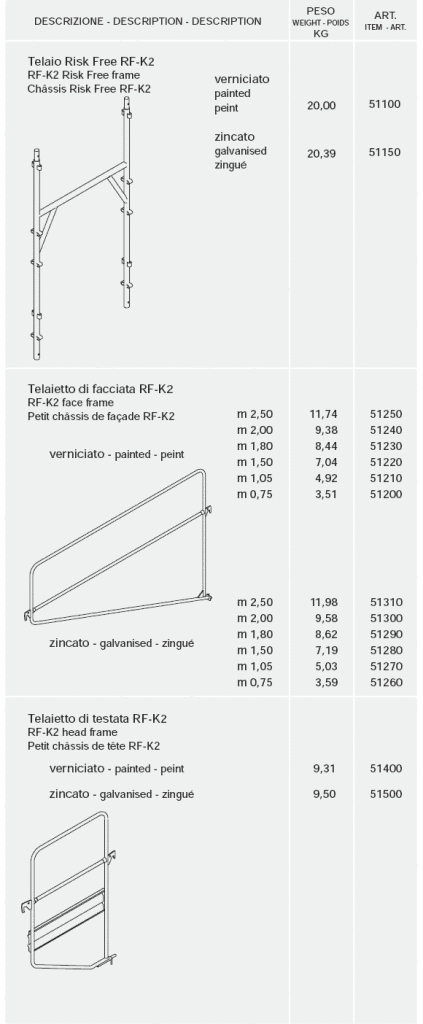 DESCRIZIONE - DESCRIPTION - DESCRIPTION
PESO
WEIGHT - POIDS
KG
ART.
ITEM - ART.
Telaio Risk Free RF-K2
RF-K2 Risk Free frame
Châssis Risk Free RF-K2
verniciato
painted
peint
20,00
51100
zincato
galvanised
zingué
20,39
51150
Telaietto di facciata RF-K2
RF-K2 face frame
Petit châssis de façade RF-K2
verniciato - painted - peint
m 2,50 11,74 51250
m 2,00 9,38 51240
m 1,80 8,44 51230
m 1,50 7,04 51220
m 1,05 4,92 51210
m 0,75 3,51 51200
zincato - galvanised - zingué
m 2,50 11,98 51310
m 2,00 9,58 51300
m 1,80 8,62 51290
m 1,50 7,19 51280
m 1,05 5,03 51270
m 0,75 3,59 51260
Telaietto di testata RF-K2
RF-K2 head frame
Petit châssis de tête RF-K2
verniciato - painted - peint 9,31 51400
zincato - galvanised - zingué 9,50 51500